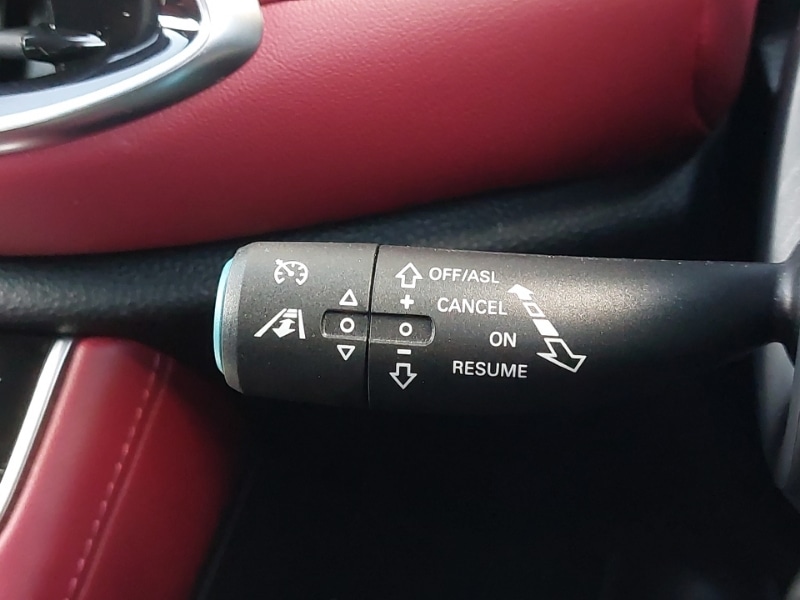 OFF/ASL
+ CANCEL
ON
− RESUME